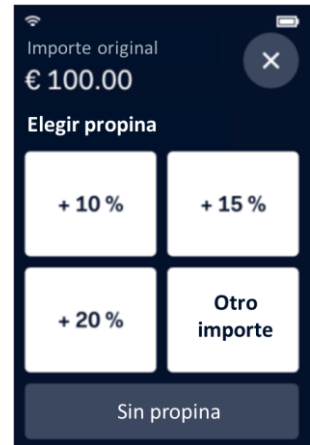 Importe original
€ 100.00
Elegir propina
+ 10 %
+ 15 %
+ 20 %
Otro
importe
Sin propina